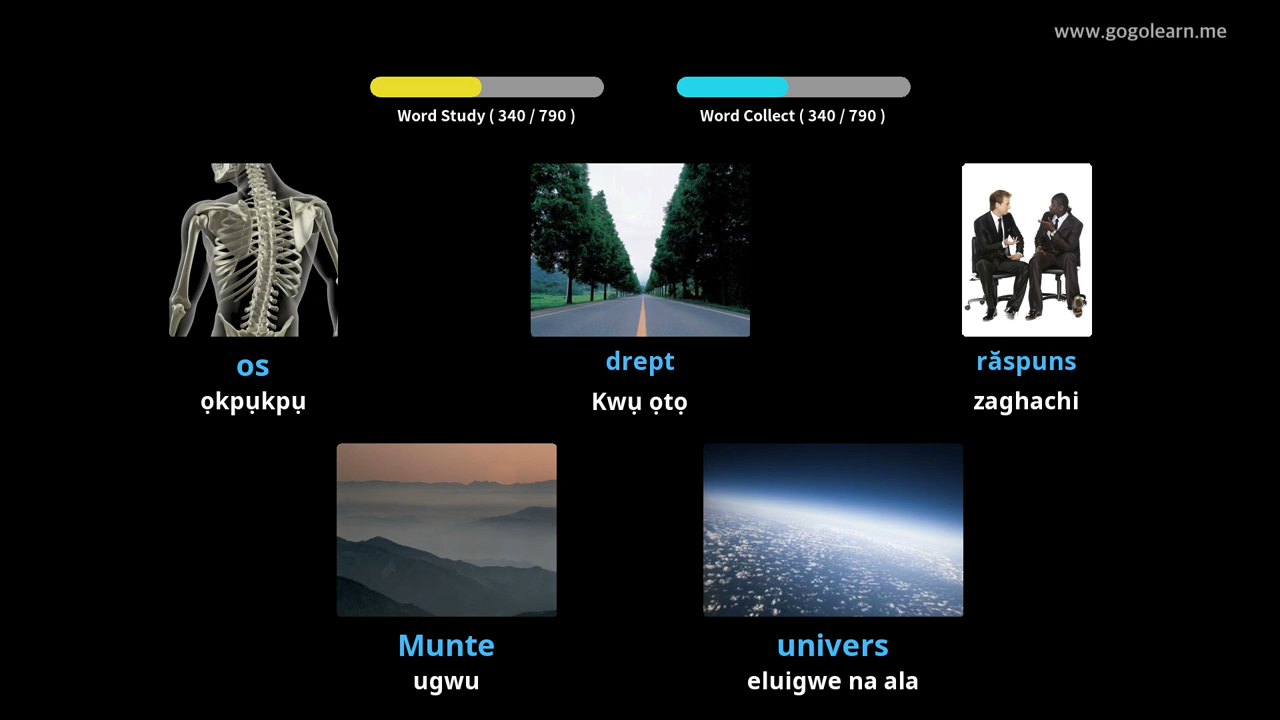 www.gogolearn.me
Word Study ( 340 / 790 )
Word Collect ( 340 / 790 )
os
ọkpụkpụ
drept
Kwụ ọtọ
răspuns
zaghachi
Munte
ugwu
univers
eluigwe na ala